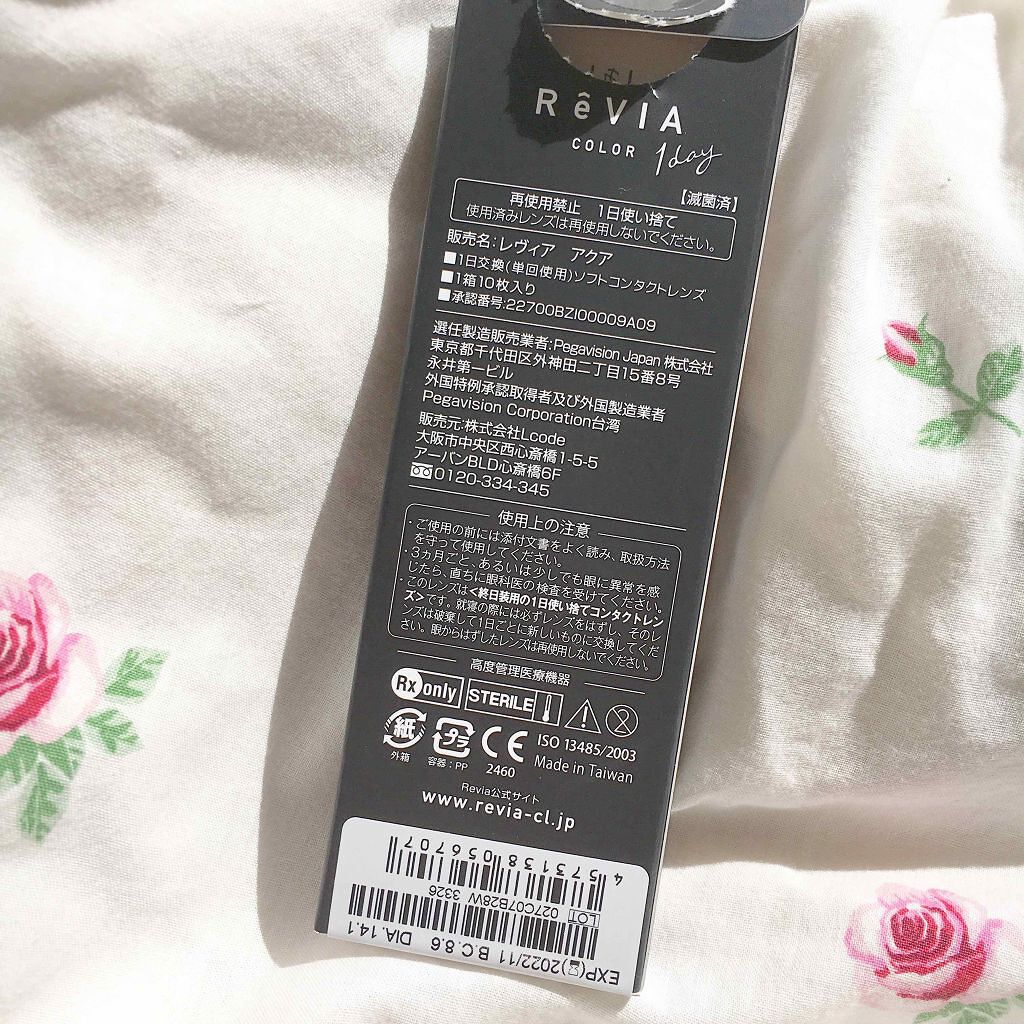 RêVIA
COLOR 1day
【滅菌済】
再使用禁止　1日使い捨て
使用済みレンズは再使用しないでください。
販売名:レヴィア　アクア
■1日交換(単回使用)ソフトコンタクトレンズ
■1箱10枚入り
■承認番号:22700BZI00009A09
選任製造販売業者:Pegavision Japan 株式会社
東京都千代田区外神田二丁目15番8号
永井第一ビル
外国特例承認取得者及び外国製造業者
Pegavision Corporation台湾
販売元:株式会社Lcode
大阪市中央区西心斎橋1-5-5
アーバンBLD心斎橋6F
0120-334-345
使用上の注意
・ご使用の前には添付文書をよく読み、取扱方法
を守って使用してください。
・3ヵ月ごと、あるいは少しでも眼に異常を感
じたら、直ちに眼科医の検査を受けてください。
・このレンズは<終日装用の1日使い捨てコンタクトレン
ズ>です。就寝の際には必ずレンズをはずし、そのレ
ンズは破棄して1日ごとに新しいものに交換してくだ
さい。眼からはずしたレンズは再使用しないでください。
高度管理医療機器
Rx only STERILE
紙 プラ CE ISO 13485/2003
外箱 容器：PP 2460 Made in Taiwan
Revia公式サイト
www.revia-cl.jp
4 573138 056707
LOT 027C07B28W 3326
EXP(⌛)2022/11 B.C.8.6 DIA.14.1